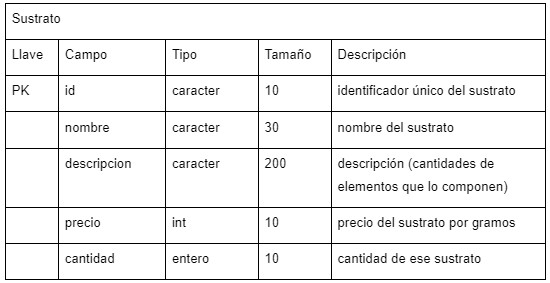 Sustrato
Llave Campo Tipo Tamaño Descripción
PK id caracter 10 identificador único del sustrato
nombre caracter 30 nombre del sustrato
descripcion caracter 200 descripción (cantidades de
elementos que lo componen)
precio int 10 precio del sustrato por gramos
cantidad entero 10 cantidad de ese sustrato